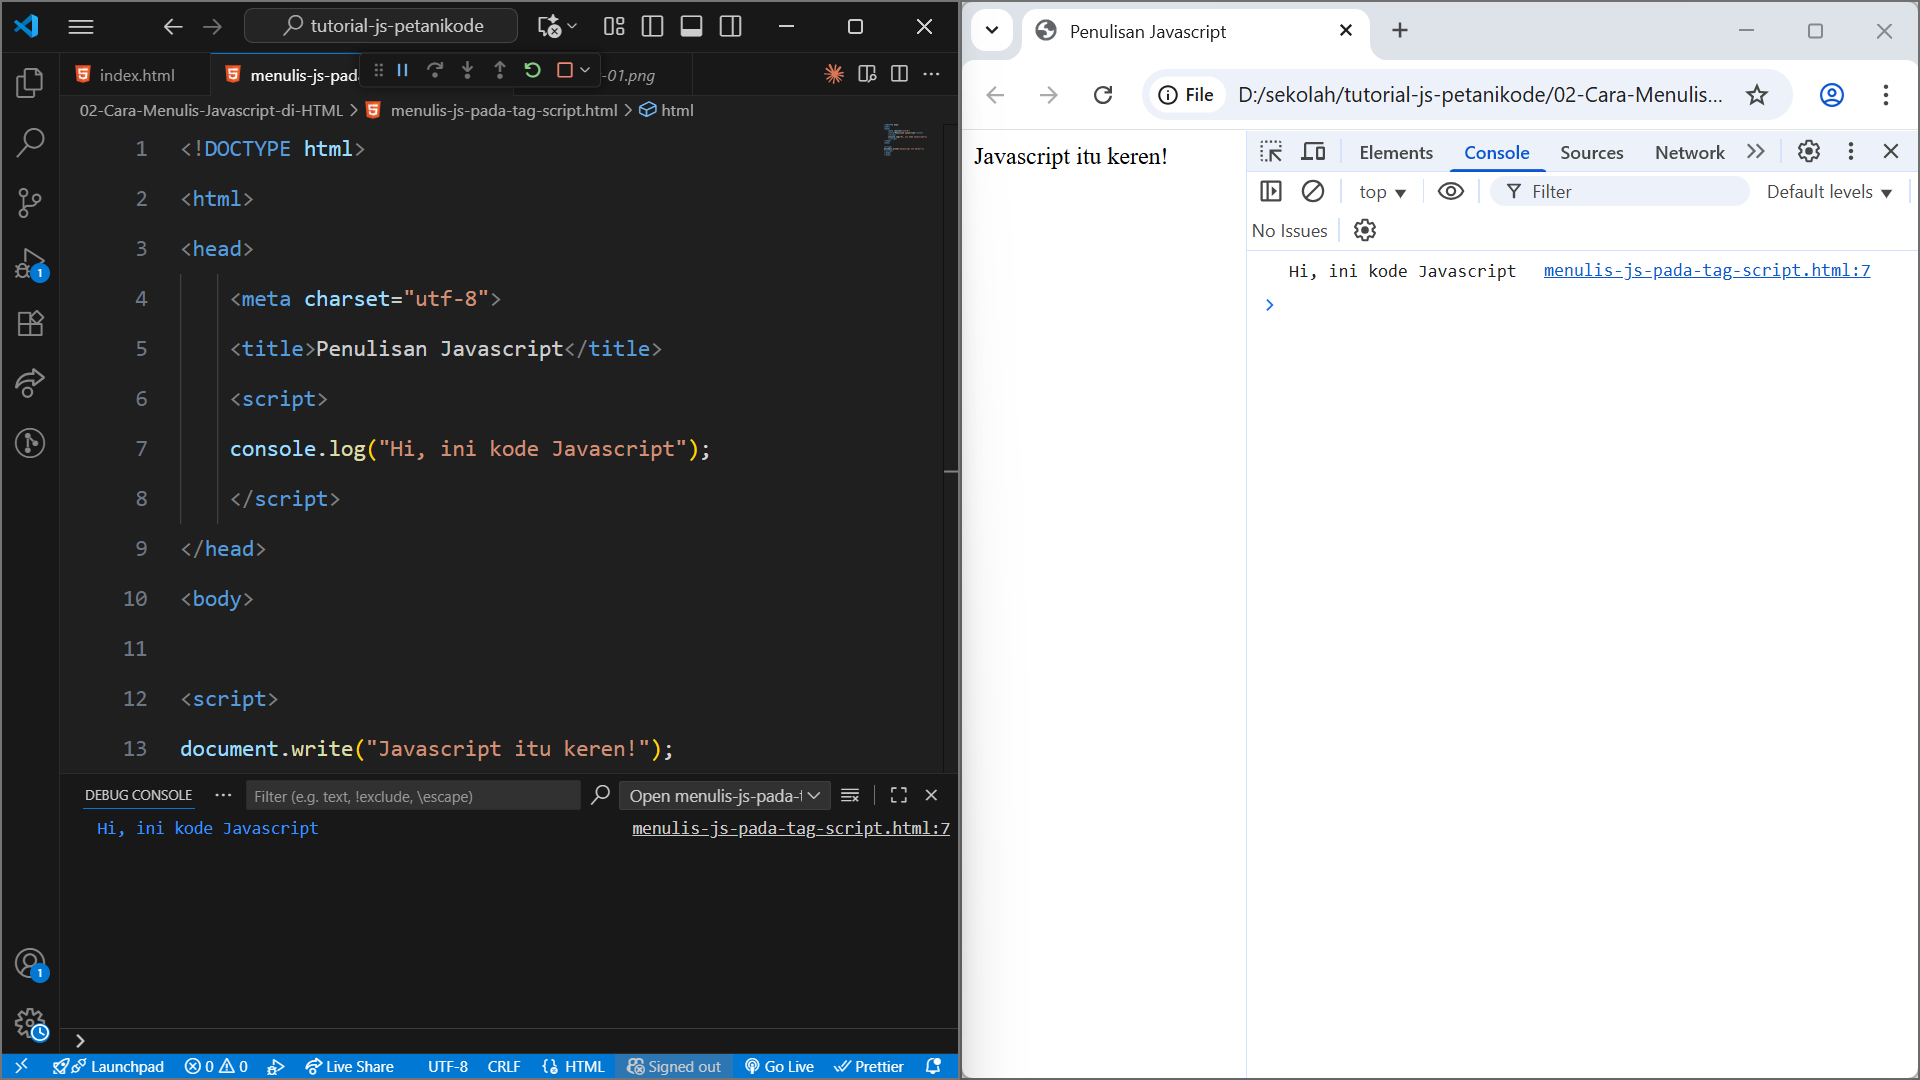 tutorial-js-petanikode
index.html
menulis-js-pada
-01.png
02-Cara-Menulis-Javascript-di-HTML > menulis-js-pada-tag-script.html > html
1 <!DOCTYPE html>
2 <html>
3 <head>
4 <meta charset="utf-8">
5 <title>Penulisan Javascript</title>
6 <script>
7 console.log("Hi, ini kode Javascript");
8 </script>
9 </head>
10 <body>
11
12 <script>
13 document.write("Javascript itu keren!");
DEBUG CONSOLE
Filter (e.g. text, !exclude, \escape)
Open menulis-js-pada-t
Hi, ini kode Javascript menulis-js-pada-tag-script.html:7
1
1
Launchpad 0 0 Live Share UTF-8 CRLF HTML Signed out Go Live Prettier
Penulisan Javascript
File D:/sekolah/tutorial-js-petanikode/02-Cara-Menulis...
Javascript itu keren!
Elements Console Sources Network
top Filter Default levels
No Issues
Hi, ini kode Javascript menulis-js-pada-tag-script.html:7